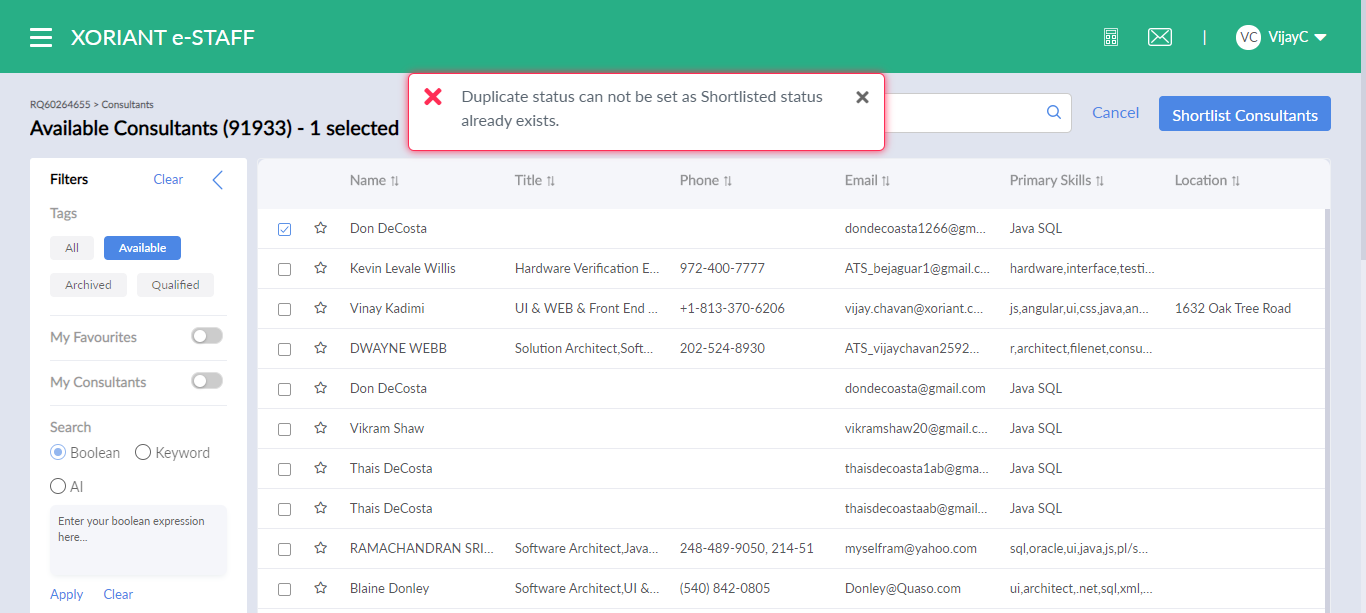 XORIANT e-STAFF
|
VC VijayC
Duplicate status can not be set as Shortlisted status
already exists.
RQ60264655 > Consultants
Available Consultants (91933) - 1 selected
Cancel
Shortlist Consultants
Filters Clear
Tags
All Available
Archived Qualified
My Favourites
My Consultants
Search
Boolean Keyword
AI
Enter your boolean expression
here...
Apply Clear
Name Title Phone Email Primary Skills Location
Don DeCosta dondecoasta1266@gm... Java SQL
Kevin Levale Willis Hardware Verification E... 972-400-7777 ATS_bejaguar1@gmail.c... hardware,interface,testi...
Vinay Kadimi UI & WEB & Front End ... +1-813-370-6206 vijay.chavan@xoriant.c... js,angular,ui,css,java,an... 1632 Oak Tree Road
DWAYNE WEBB Solution Architect,Soft... 202-524-8930 ATS_vijaychavan2592... r,architect,filenet,consu...
Don DeCosta dondecoasta@gmail.com Java SQL
Vikram Shaw vikramshaw20@gmail.c... Java SQL
Thais DeCosta thaisdecoasta1ab@gma... Java SQL
Thais DeCosta thaisdecoastaab@gmail... Java SQL
RAMACHANDRAN SRI... Software Architect,Java... 248-489-9050, 214-51 myselfram@yahoo.com sql,oracle,ui,java,js,pl/s...
Blaine Donley Software Architect,UI &... (540) 842-0805 Donley@Quaso.com ui,architect,.net,sql,xml,...